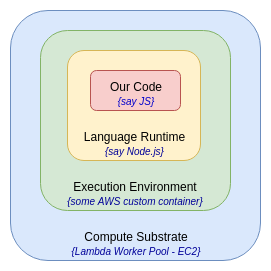 Our Code
{say JS}
Language Runtime
{say Node.js}
Execution Environment
{some AWS custom container}
Compute Substrate
{Lambda Worker Pool - EC2}